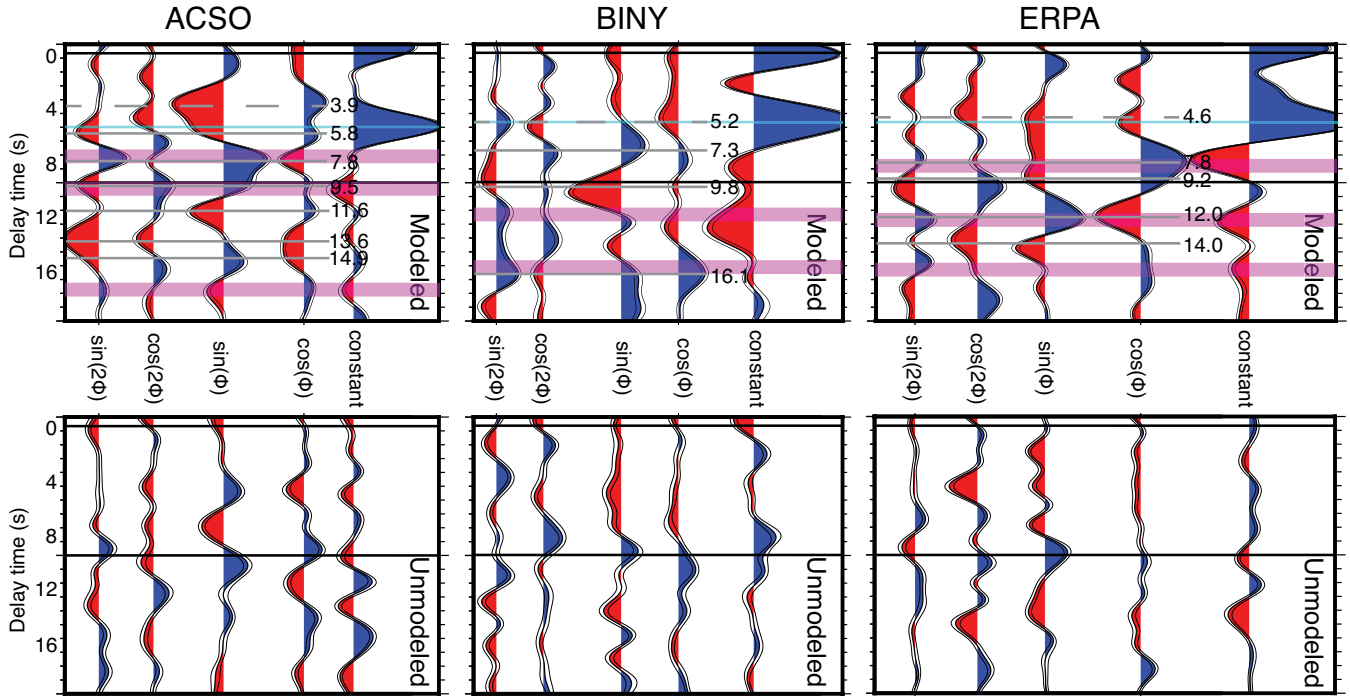 ACSO
BINY
ERPA
Delay time (s)
0
4
8
12
16
3.9
5.8
7.8
9.5
11.6
13.6
14.9
Modeled
5.2
7.3
9.8
16.1
Modeled
4.6
7.8
9.2
12.0
14.0
Modeled
sin(2Φ)
cos(2Φ)
sin(Φ)
cos(Φ)
constant
sin(2Φ)
cos(2Φ)
sin(Φ)
cos(Φ)
constant
sin(2Φ)
cos(2Φ)
sin(Φ)
cos(Φ)
constant
Delay time (s)
0
4
8
12
16
Unmodeled
Unmodeled
Unmodeled